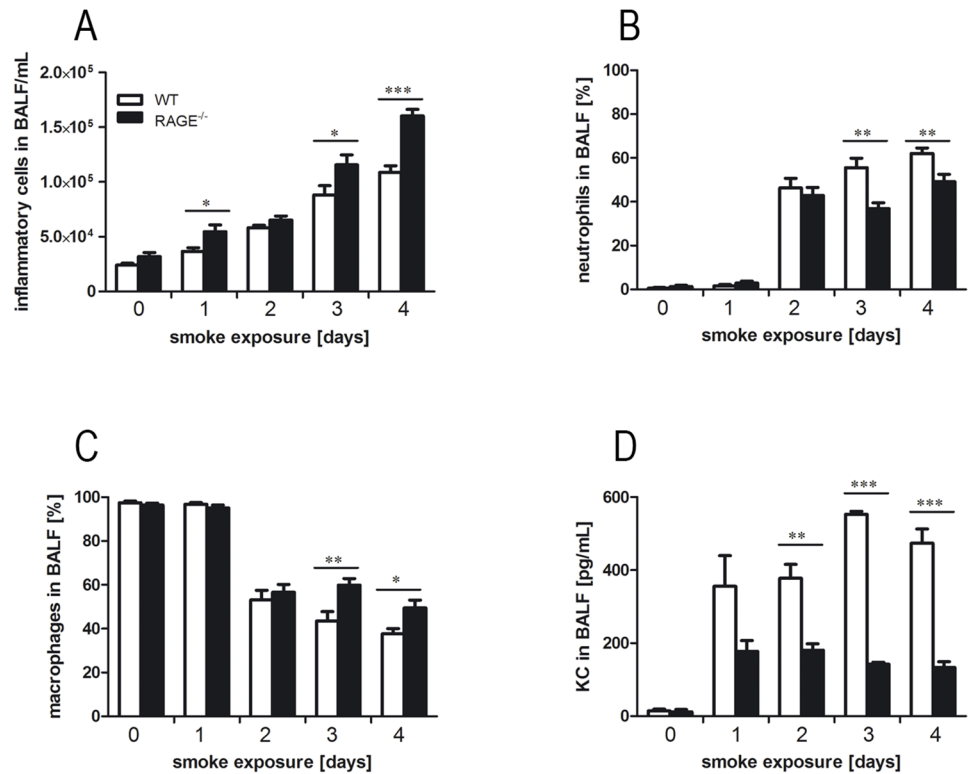 A
inflammatory cells in BALF/mL
2.0×10⁵
1.5×10⁵
1.0×10⁵
5.0×10⁴
0
WT
RAGE⁻/⁻
*
*
***
0 1 2 3 4
smoke exposure [days]
B
neutrophils in BALF [%]
100
80
60
40
20
0
**
**
0 1 2 3 4
smoke exposure [days]
C
macrophages in BALF [%]
100
80
60
40
20
0
**
*
0 1 2 3 4
smoke exposure [days]
D
KC in BALF [pg/mL]
600
400
200
0
**
***
***
0 1 2 3 4
smoke exposure [days]